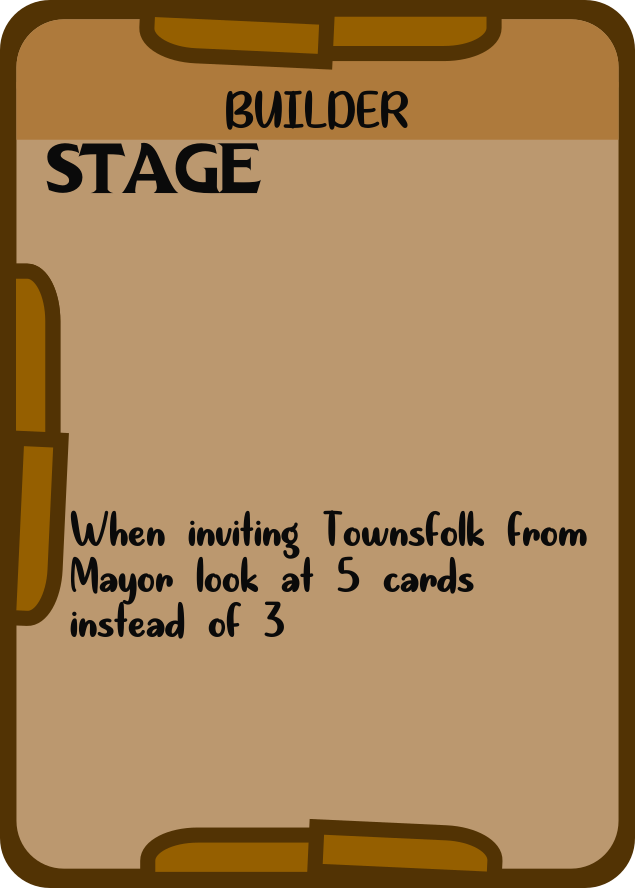 BUILDER
STAGE
When inviting Townsfolk from
Mayor look at 5 cards
instead of 3